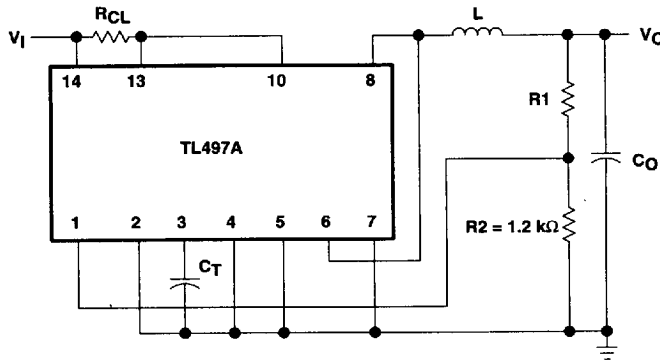 RCL
L
VI
VO
14 13 10 8
R1
TL497A
CO
1 2 3 4 5 6 7
R2 = 1.2 kΩ
CT